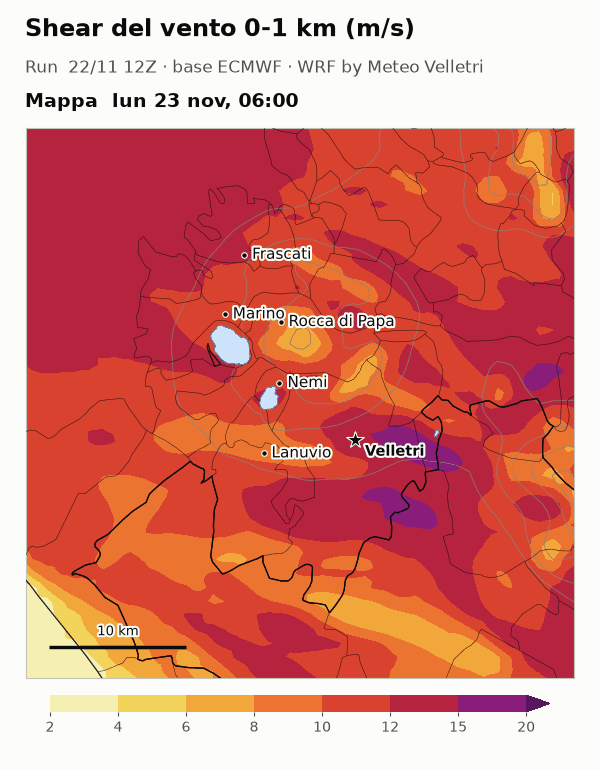 Shear del vento 0-1 km (m/s)
Run  22/11 12Z · base ECMWF · WRF by Meteo Velletri
Mappa  lun 23 nov, 06:00
Frascati
Marino
Rocca di Papa
Nemi
Velletri
Lanuvio
10 km
2 4 6 8 10 12 15 20